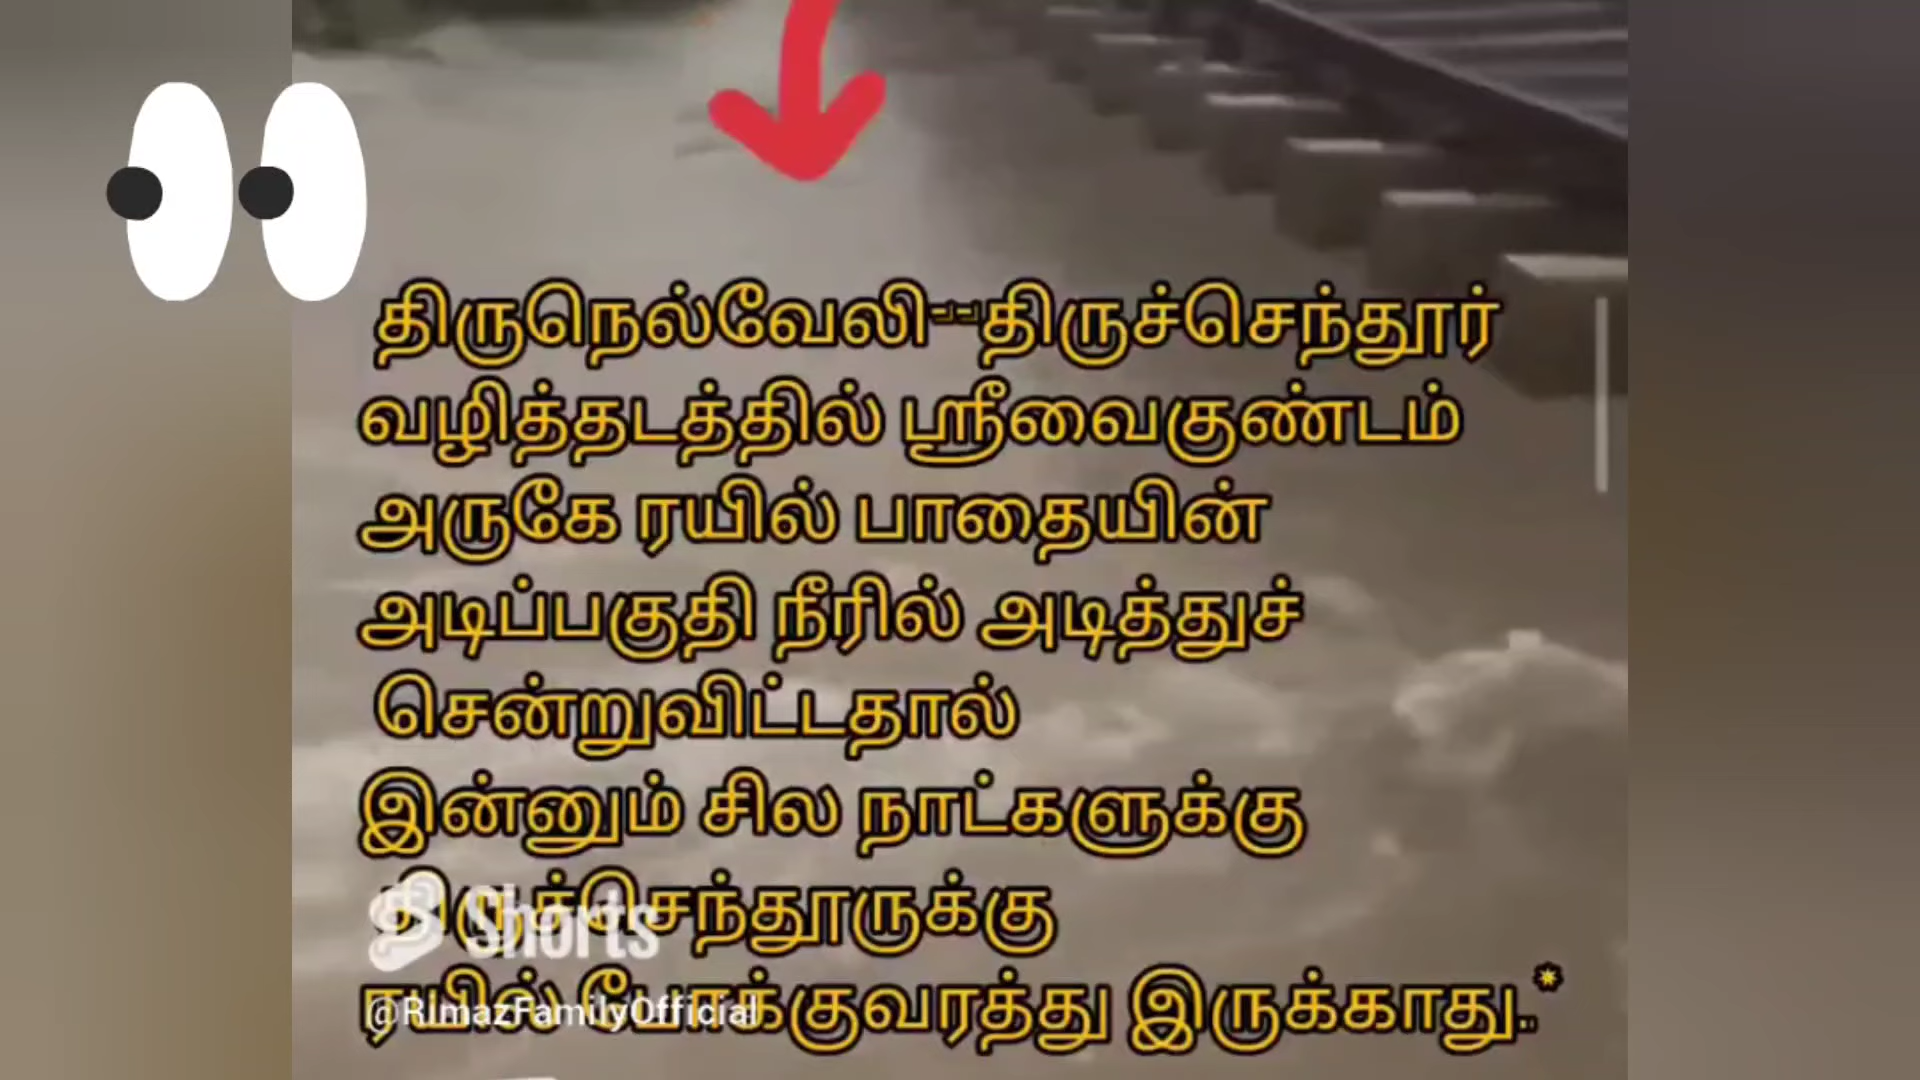 திருநெல்வேலி--திருச்செந்தூர்
வழித்தடத்தில் ஸ்ரீவைகுண்டம்
அருகே ரயில் பாதையின்
அடிப்பகுதி நீரில் அடித்துச்
சென்றுவிட்டதால்
இன்னும் சில நாட்களுக்கு
திருச்செந்தூருக்கு
Shorts
ரயில் போக்குவரத்து இருக்காது..*
@RimazFamilyOfficial